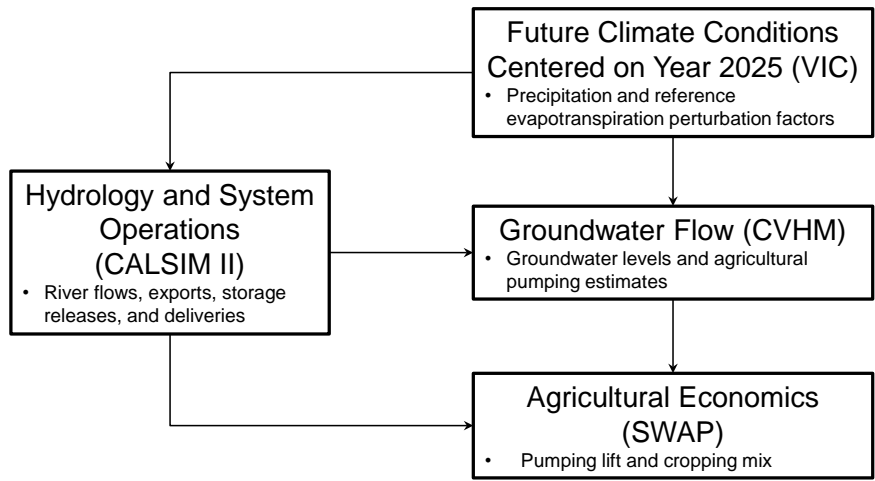 Future Climate Conditions
Centered on Year 2025 (VIC)
• Precipitation and reference
evapotranspiration perturbation factors
Hydrology and System
Operations
(CALSIM II)
• River flows, exports, storage
releases, and deliveries
Groundwater Flow (CVHM)
• Groundwater levels and agricultural
pumping estimates
Agricultural Economics
(SWAP)
• Pumping lift and cropping mix